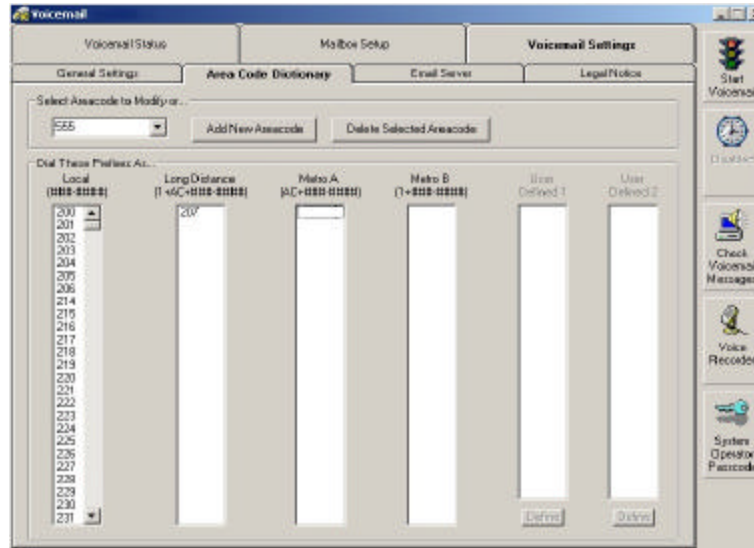 Voicemail
Voicemail Status
Mailbox Setup
Voicemail Settings
General Settings
Area Code Dictionary
Email Server
Legal Notice
Select Areacode to Modify or...
555
Add New Areacode
Delete Selected Areacode
Dial These Prefixes As...
Local
(###-####)
Long Distance
(1+AC+###-####)
Metro A
(AC+###-####)
Metro B
(1+###-####)
User
Defined 1
User
Defined 2
200
201
202
203
204
205
206
214
215
216
217
218
219
220
221
222
223
224
225
226
227
228
229
230
231
207
Define
Define
Start
Voicemail
Disabled
Check
Voicemail
Messages
Voice
Recorder
System
Operator
Passcode